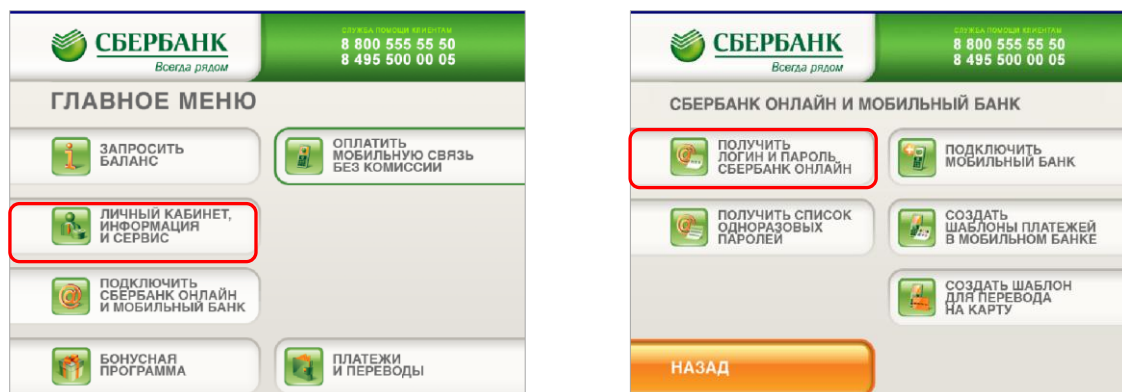 СБЕРБАНК
Всегда рядом
СЛУЖБА ПОМОЩИ КЛИЕНТАМ
8 800 555 55 50
8 495 500 00 05
ГЛАВНОЕ МЕНЮ
ЗАПРОСИТЬ
БАЛАНС
ОПЛАТИТЬ
МОБИЛЬНУЮ СВЯЗЬ
БЕЗ КОМИССИИ
ЛИЧНЫЙ КАБИНЕТ,
ИНФОРМАЦИЯ
И СЕРВИС
ПОДКЛЮЧИТЬ
СБЕРБАНК ОНЛАЙН
И МОБИЛЬНЫЙ БАНК
БОНУСНАЯ
ПРОГРАММА
ПЛАТЕЖИ
И ПЕРЕВОДЫ
СБЕРБАНК
Всегда рядом
СЛУЖБА ПОМОЩИ КЛИЕНТАМ
8 800 555 55 50
8 495 500 00 05
СБЕРБАНК ОНЛАЙН И МОБИЛЬНЫЙ БАНК
ПОЛУЧИТЬ
ЛОГИН И ПАРОЛЬ,
СБЕРБАНК ОНЛАЙН
ПОДКЛЮЧИТЬ
МОБИЛЬНЫЙ БАНК
ПОЛУЧИТЬ СПИСОК
ОДНОРАЗОВЫХ
ПАРОЛЕЙ
СОЗДАТЬ
ШАБЛОНЫ ПЛАТЕЖЕЙ
В МОБИЛЬНОМ БАНКЕ
СОЗДАТЬ ШАБЛОН
ДЛЯ ПЕРЕВОДА
НА КАРТУ
НАЗАД